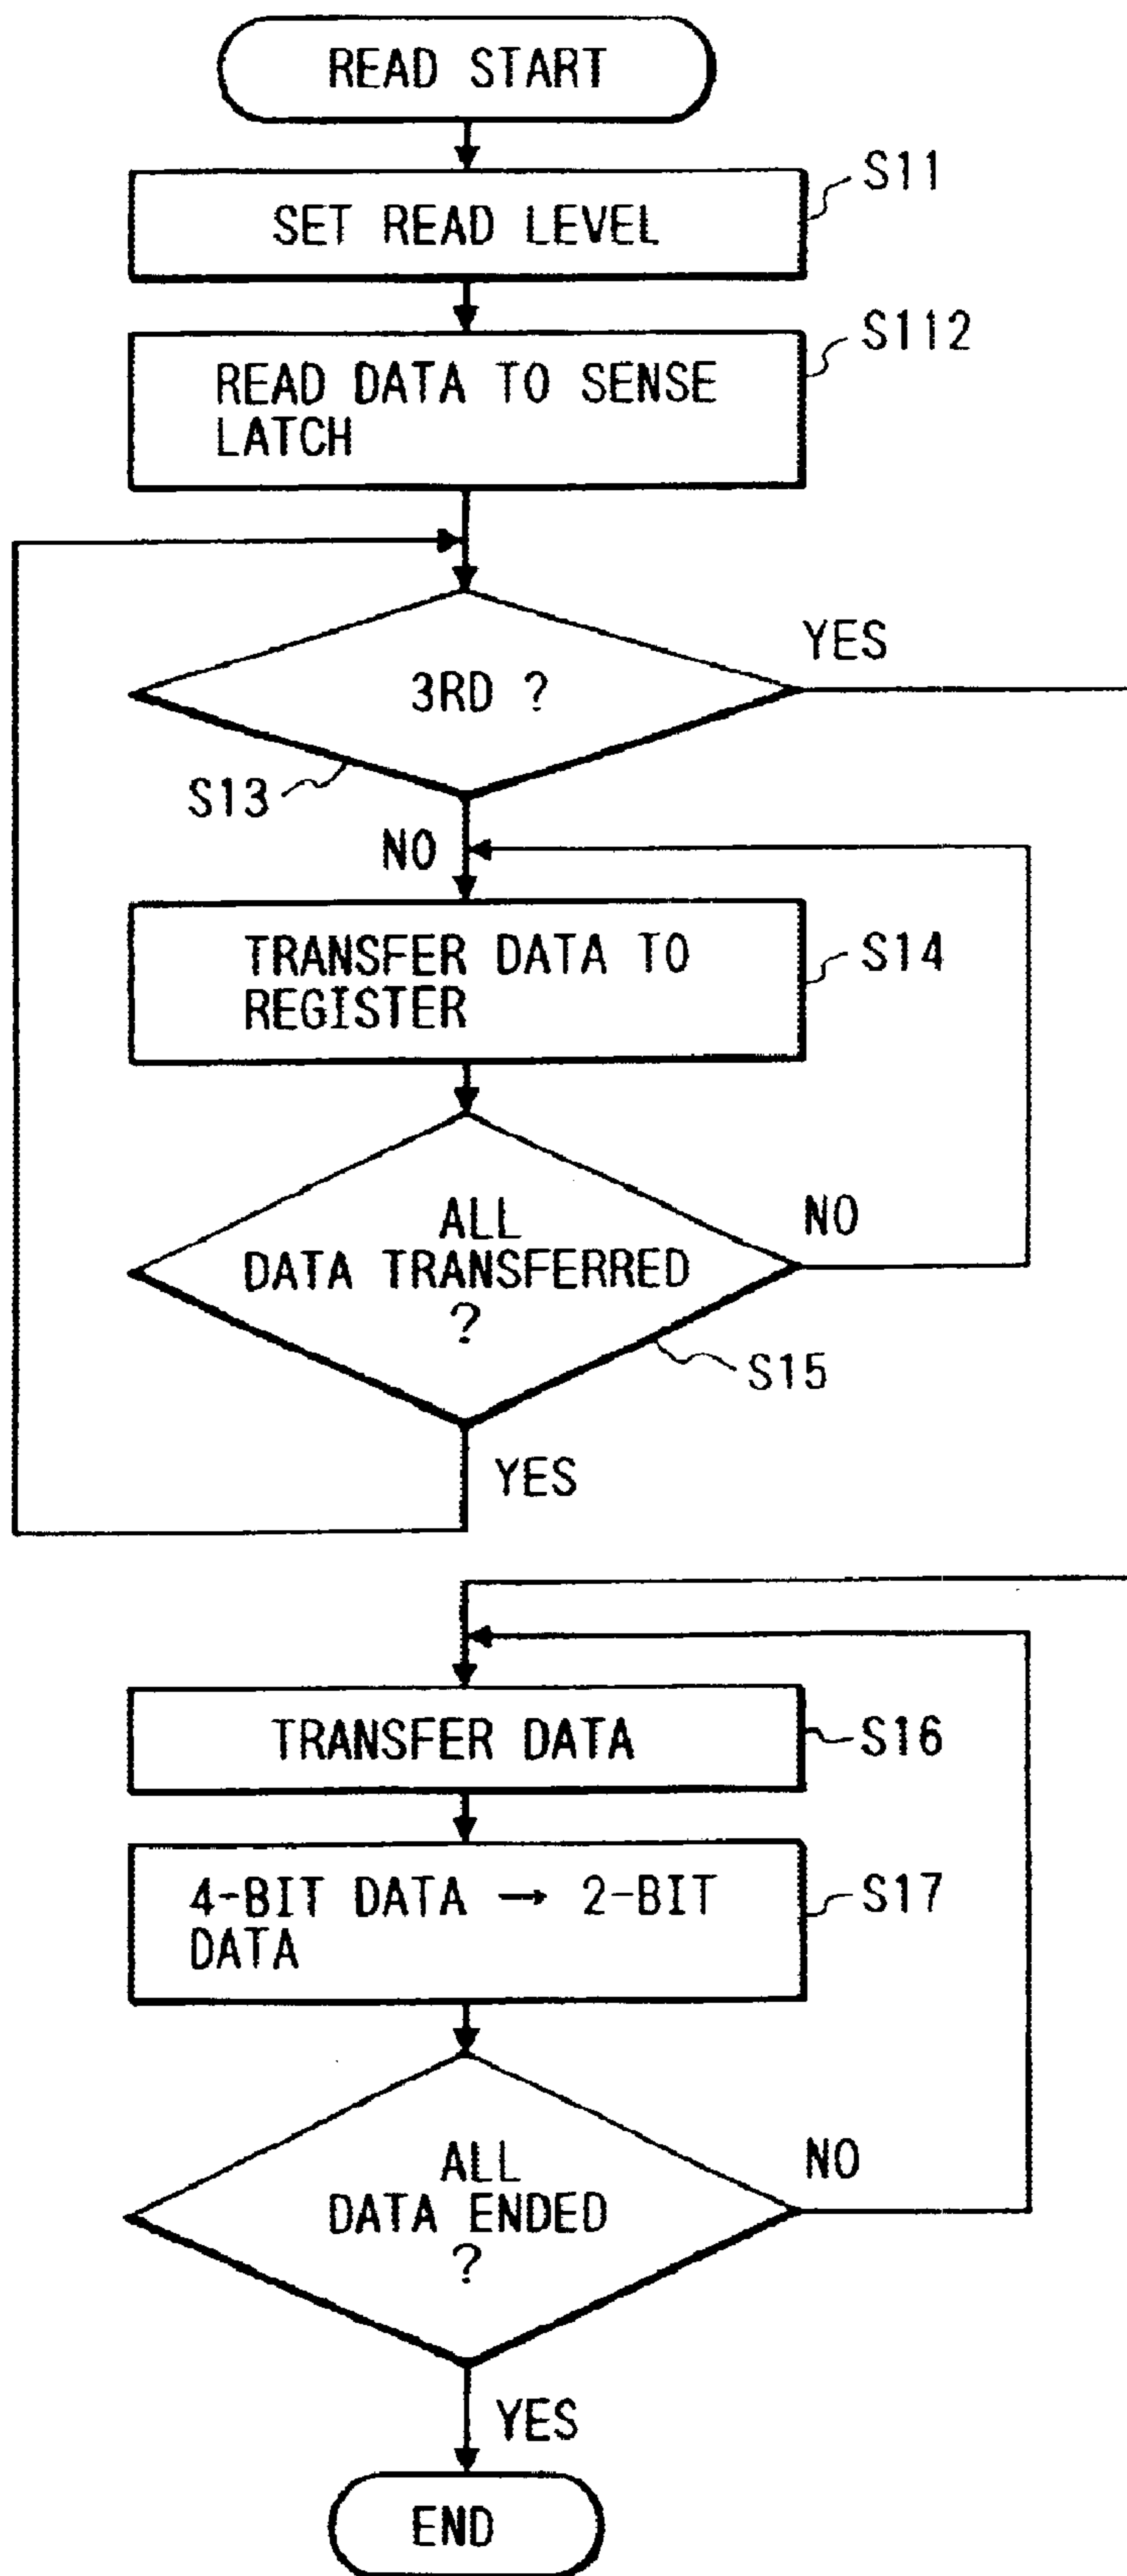 READ START
S11
SET READ LEVEL
S112
READ DATA TO SENSE
LATCH
YES
3RD ?
S13
NO
TRANSFER DATA TO
REGISTER
S14
ALL
DATA TRANSFERRED
?
NO
S15
YES
TRANSFER DATA
S16
4-BIT DATA → 2-BIT
DATA
S17
ALL
DATA ENDED
?
NO
YES
END